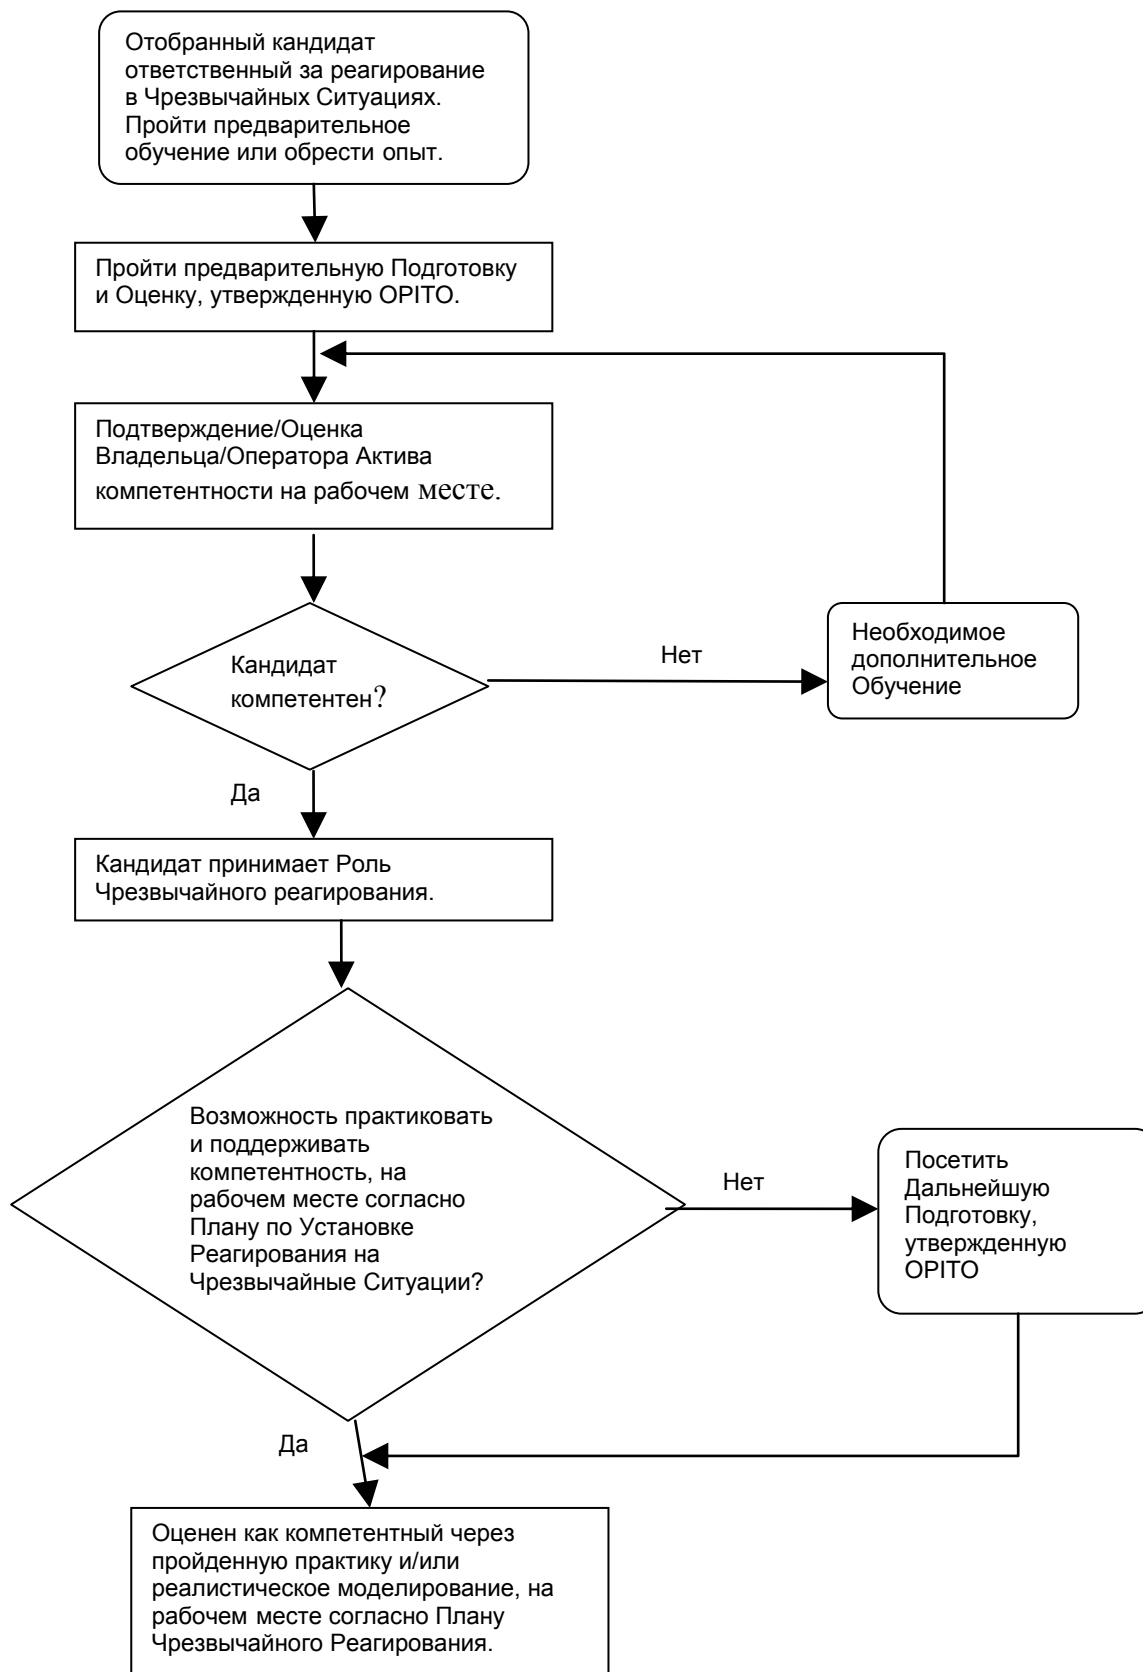 Отобранный кандидат
ответственный за реагирование
в Чрезвычайных Ситуациях.
Пройти предварительное
обучение или обрести опыт.
Пройти предварительную Подготовку
и Оценку, утвержденную OPITO.
Подтверждение/Оценка
Владельца/Оператора Актива
компетентности на рабочем месте.
Кандидат
компетентен?
Нет
Необходимое
дополнительное
Обучение
Да
Кандидат принимает Роль
Чрезвычайного реагирования.
Возможность практиковать
и поддерживать
компетентность, на
рабочем месте согласно
Плану по Установке
Реагирования на
Чрезвычайные Ситуации?
Нет
Посетить
Дальнейшую
Подготовку,
утвержденную
OPITO
Да
Оценен как компетентный через
пройденную практику и/или
реалистическое моделирование, на
рабочем месте согласно Плану
Чрезвычайного Реагирования.